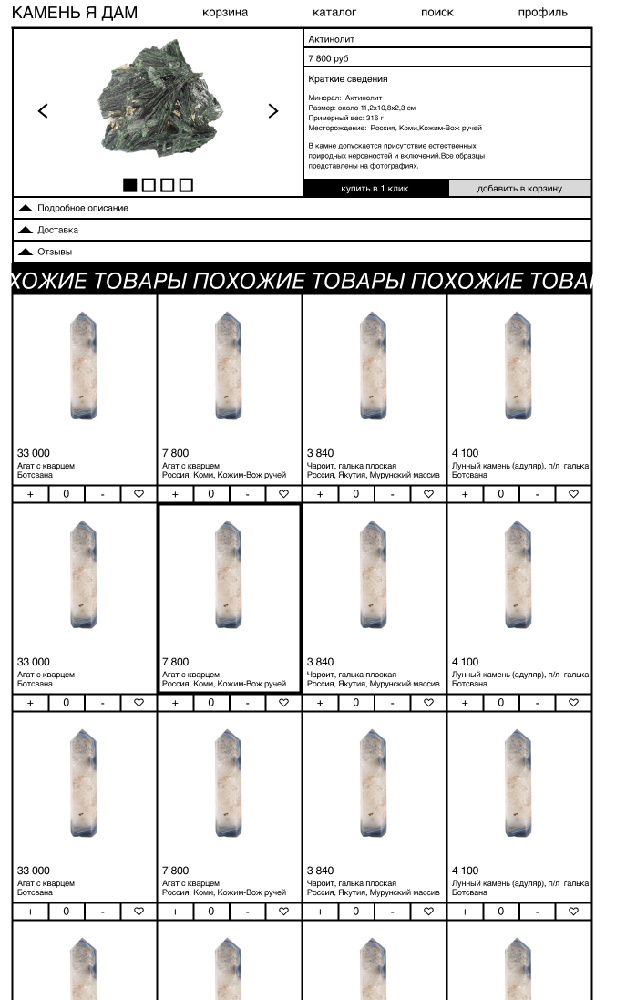 КАМЕНЬ Я ДАМ
корзина
каталог
поиск
профиль
Актинолит
7 800 руб
Краткие сведения
Минерал: Актинолит
Размер: около 11,2х10,8х2,3 см
Примерный вес: 316 г
Месторождение: Россия, Коми,Кожим-Вож ручей
В камне допускается присутствие естественных
природных неровностей и включений.Все образцы
представлены на фотографиях.
купить в 1 клик
добавить в корзину
Подробное описание
Доставка
Отзывы
ХОЖИЕ ТОВАРЫ ПОХОЖИЕ ТОВАРЫ ПОХОЖИЕ ТОВАР
33 000
Агат с кварцем
Ботсвана
7 800
Агат с кварцем
Россия, Коми, Кожим-Вож ручей
3 840
Чароит, галька плоская
Россия, Якутия, Мурунский массив
4 100
Лунный камень (адуляр), п/п галька
Ботсвана
+ 0 -
+ 0 -
+ 0 -
+ 0 -
33 000
Агат с кварцем
Ботсвана
7 800
Агат с кварцем
Россия, Коми, Кожим-Вож ручей
3 840
Чароит, галька плоская
Россия, Якутия, Мурунский массив
4 100
Лунный камень (адуляр), п/п галька
Ботсвана
+ 0 -
+ 0 -
+ 0 -
+ 0 -
33 000
Агат с кварцем
Ботсвана
7 800
Агат с кварцем
Россия, Коми, Кожим-Вож ручей
3 840
Чароит, галька плоская
Россия, Якутия, Мурунский массив
4 100
Лунный камень (адуляр), п/п галька
Ботсвана
+ 0 -
+ 0 -
+ 0 -
+ 0 -